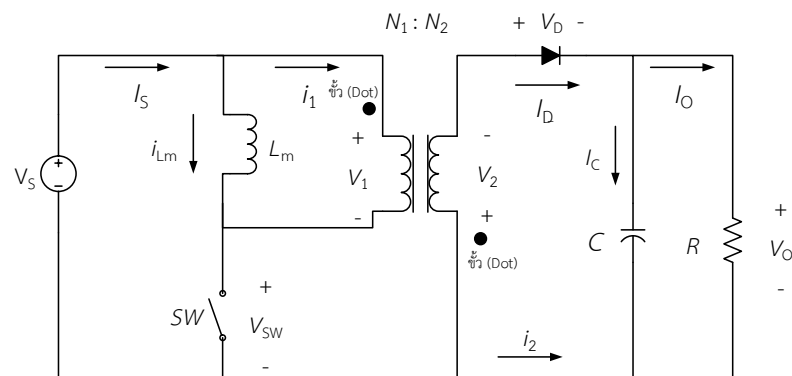 N1 : N2
+ VD -
IS
i1
ขั้ว (Dot)
ID
IO
iLm
Lm
+
V1
-
-
V2
+
IC
VS
+
-
ขั้ว (Dot)
C
R
+
VO
-
SW
+
VSW
-
i2